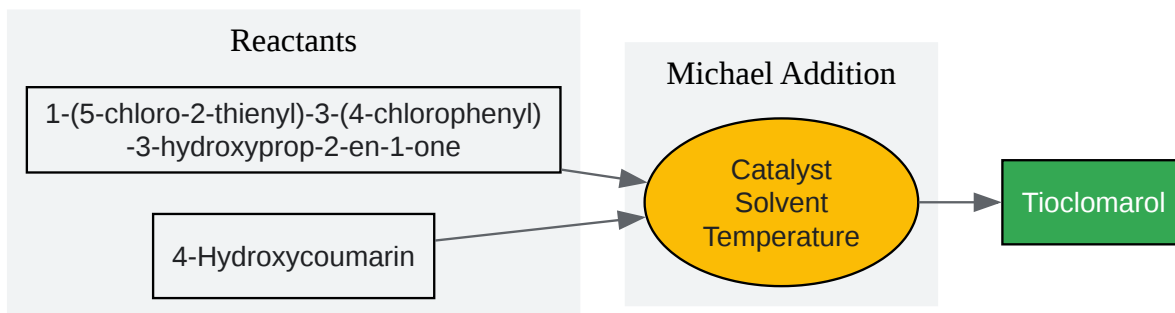 Reactants
1-(5-chloro-2-thienyl)-3-(4-chlorophenyl)
-3-hydroxyprop-2-en-1-one
4-Hydroxycoumarin
Michael Addition
Catalyst
Solvent
Temperature
Tioclomarol